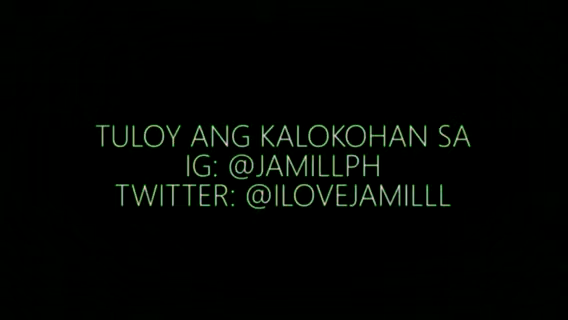 TULOY ANG KALOKOHAN SA
IG: @JAMILLPH
TWITTER: @ILOVEJAMILLL